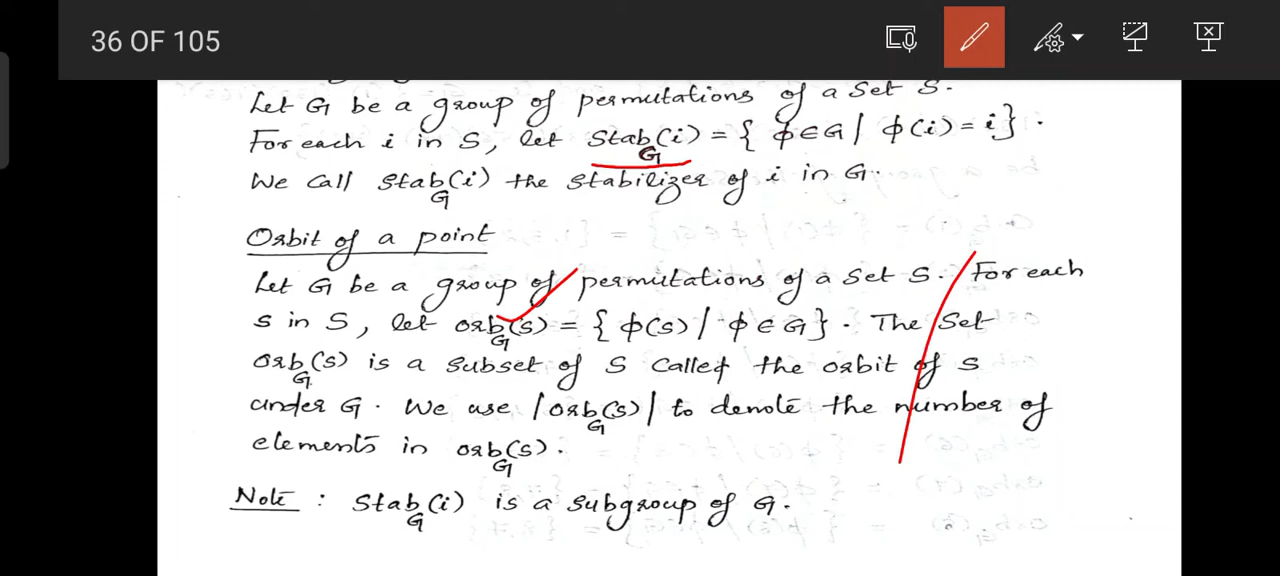 36 OF 105
Let G be a group of permutations of a set S.
For each i in S, let Stab_G(i) = { φ∈G / φ(i) = i } .
We call Stab_G(i) the stabilizer of i in G.
Orbit of a point
Let G be a group of permutations of a set S. For each
s in S, let orb_G(s) = { φ(s) / φ∈G } . The set
orb_G(s) is a subset of S called the orbit of s
under G. We use |orb_G(s)| to denote the number of
elements in orb_G(s).
Note : Stab_G(i) is a subgroup of G.